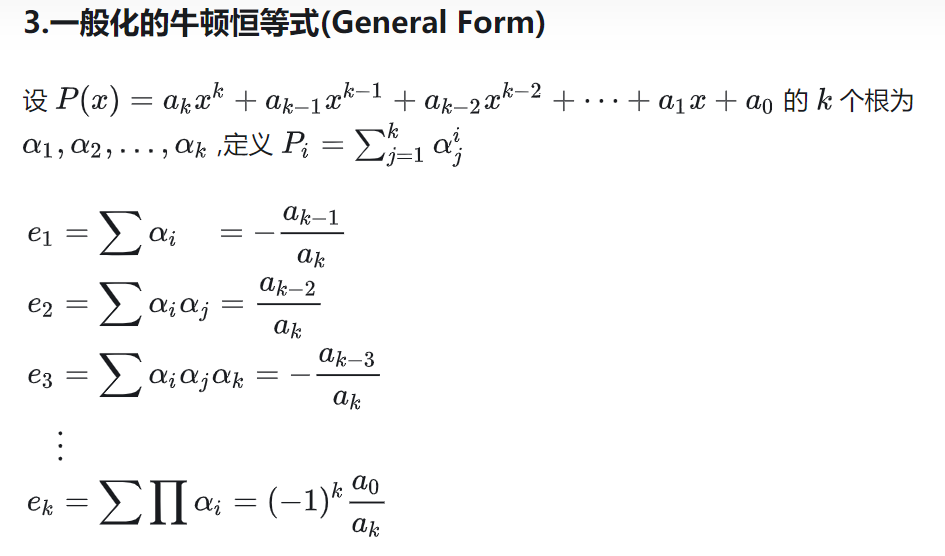 3.一般化的牛顿恒等式(General Form)
设 $P(x) = a_k x^k + a_{k-1} x^{k-1} + a_{k-2} x^{k-2} + \cdots + a_1 x + a_0$ 的 $k$ 个根为
$\alpha_1, \alpha_2, \ldots, \alpha_k$ ,定义 $P_i = \sum_{j=1}^{k} \alpha_j^i$
$e_1 = \sum \alpha_i \quad = -\frac{a_{k-1}}{a_k}$
$e_2 = \sum \alpha_i \alpha_j = \frac{a_{k-2}}{a_k}$
$e_3 = \sum \alpha_i \alpha_j \alpha_k = -\frac{a_{k-3}}{a_k}$
$\vdots$
$e_k = \sum \prod \alpha_i = (-1)^k \frac{a_0}{a_k}$